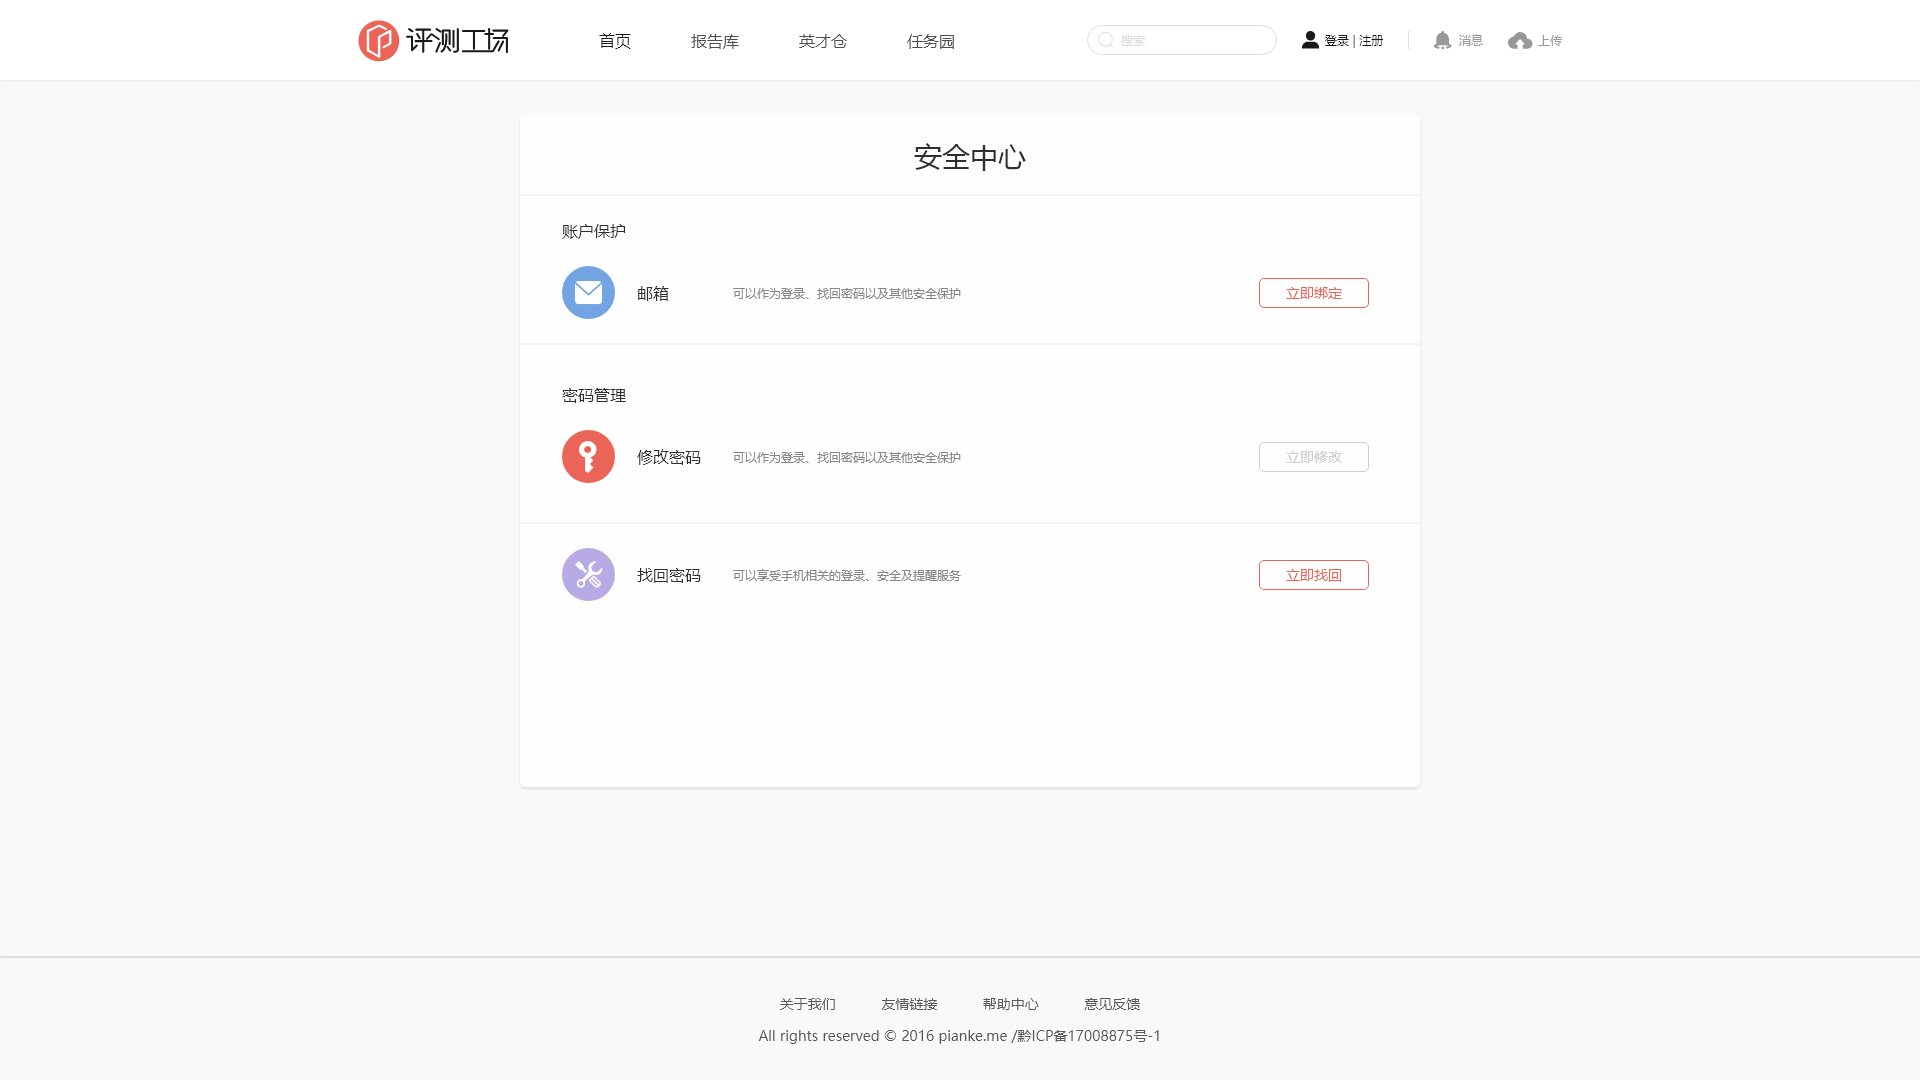 评测工场
首页 报告库 英才仓 任务园 搜索 登录 | 注册 消息 上传
安全中心
账户保护
邮箱 可以作为登录、找回密码以及其他安全保护 立即绑定
密码管理
修改密码 可以作为登录、找回密码以及其他安全保护 立即修改
找回密码 可以享受手机相关的登录、安全及提醒服务 立即找回
关于我们 友情链接 帮助中心 意见反馈
All rights reserved © 2016 pianke.me /黔ICP备17008875号-1